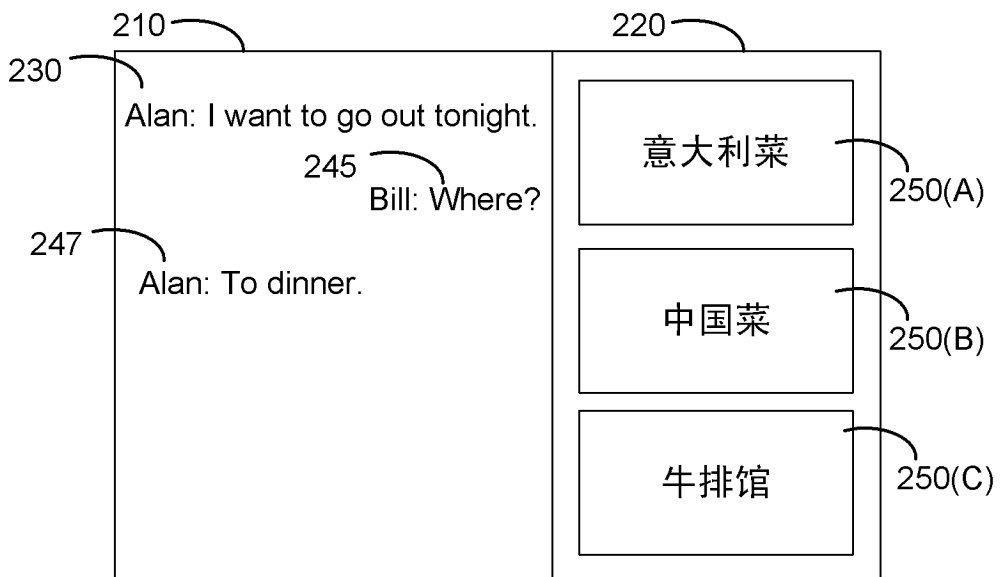 210
220
230
Alan: I want to go out tonight.
意大利菜
245
250(A)
Bill: Where?
247
Alan: To dinner.
中国菜
250(B)
牛排馆
250(C)